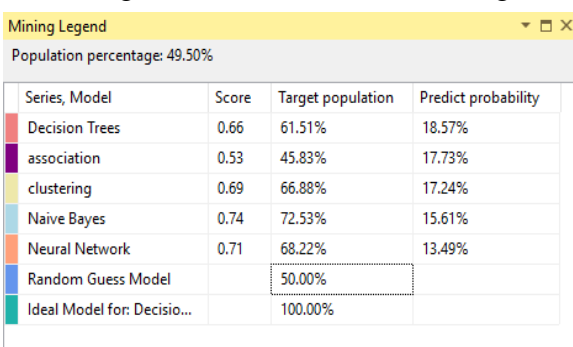 Mining Legend
Population percentage: 49.50%
Series, Model Score Target population Predict probability
Decision Trees 0.66 61.51% 18.57%
association 0.53 45.83% 17.73%
clustering 0.69 66.88% 17.24%
Naive Bayes 0.74 72.53% 15.61%
Neural Network 0.71 68.22% 13.49%
Random Guess Model 50.00%
Ideal Model for: Decisio... 100.00%